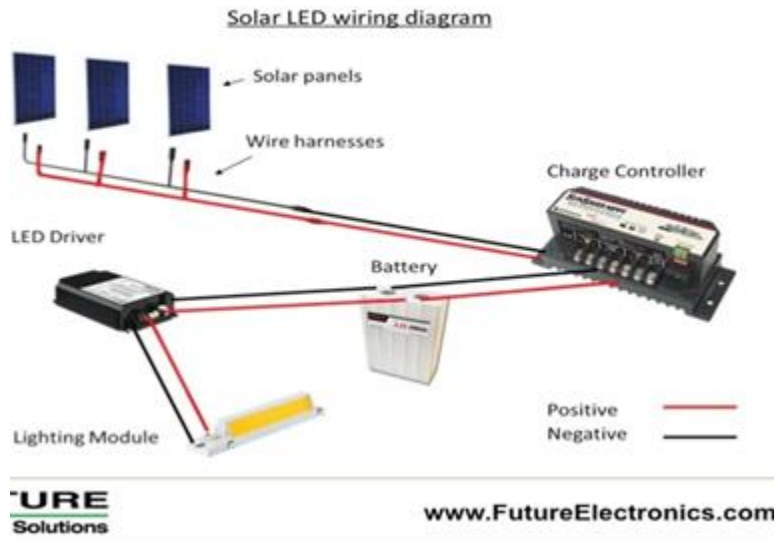 Solar LED wiring diagram
Solar panels
Wire harnesses
Charge Controller
LED Driver
Battery
Lighting Module
Positive
Negative
TURE
Solutions
www.FutureElectronics.com